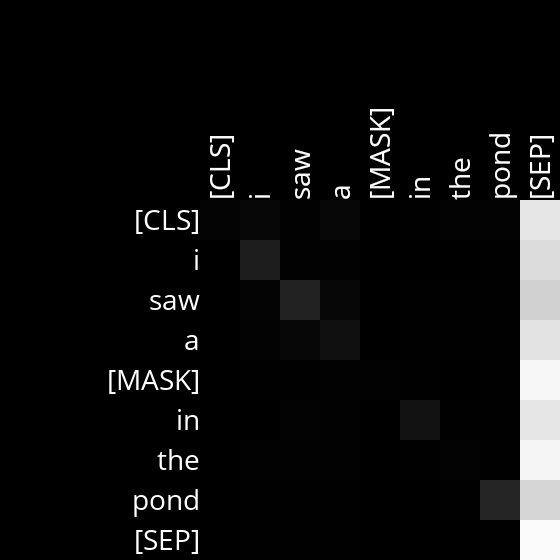 [CLS] i saw a [MASK] in the pond [SEP]
[CLS]
i
saw
a
[MASK]
in
the
pond
[SEP]